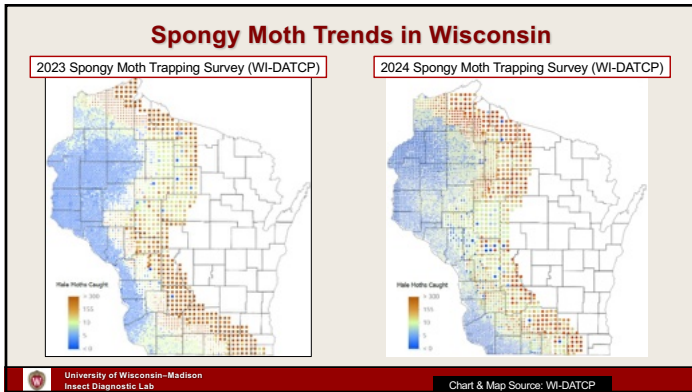 Spongy Moth Trends in Wisconsin
2023 Spongy Moth Trapping Survey (WI-DATCP)
2024 Spongy Moth Trapping Survey (WI-DATCP)
Male Moths Caught
> 300
155
5
Male Moths Caught
> 300
155
5
University of Wisconsin–Madison
Insect Diagnostic Lab
Chart & Map Source: WI-DATCP